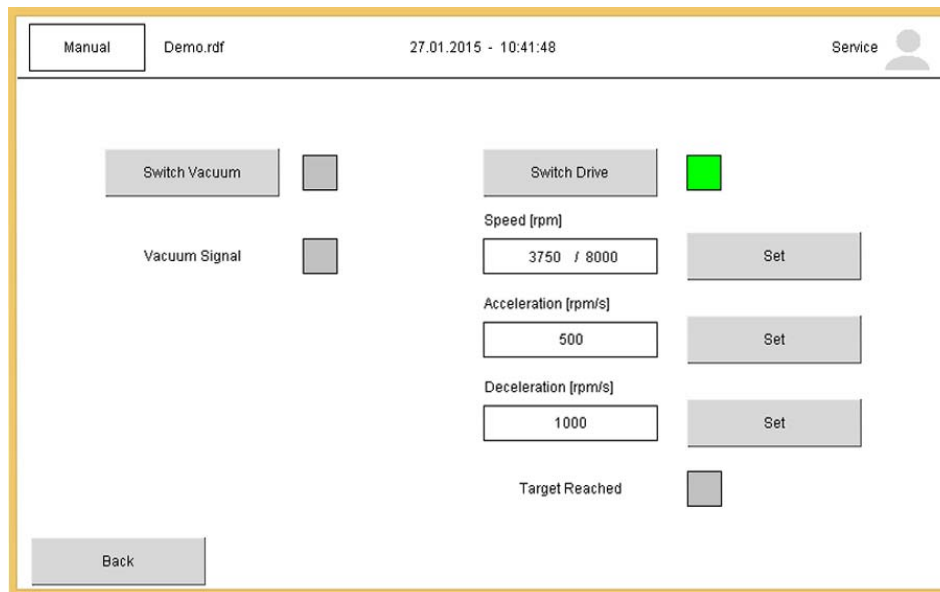 Manual Demo.rdf 27.01.2015 - 10:41:48 Service
Switch Vacuum Switch Drive
Speed [rpm]
Vacuum Signal 3750 / 8000 Set
Acceleration [rpm/s]
500 Set
Deceleration [rpm/s]
1000 Set
Target Reached
Back